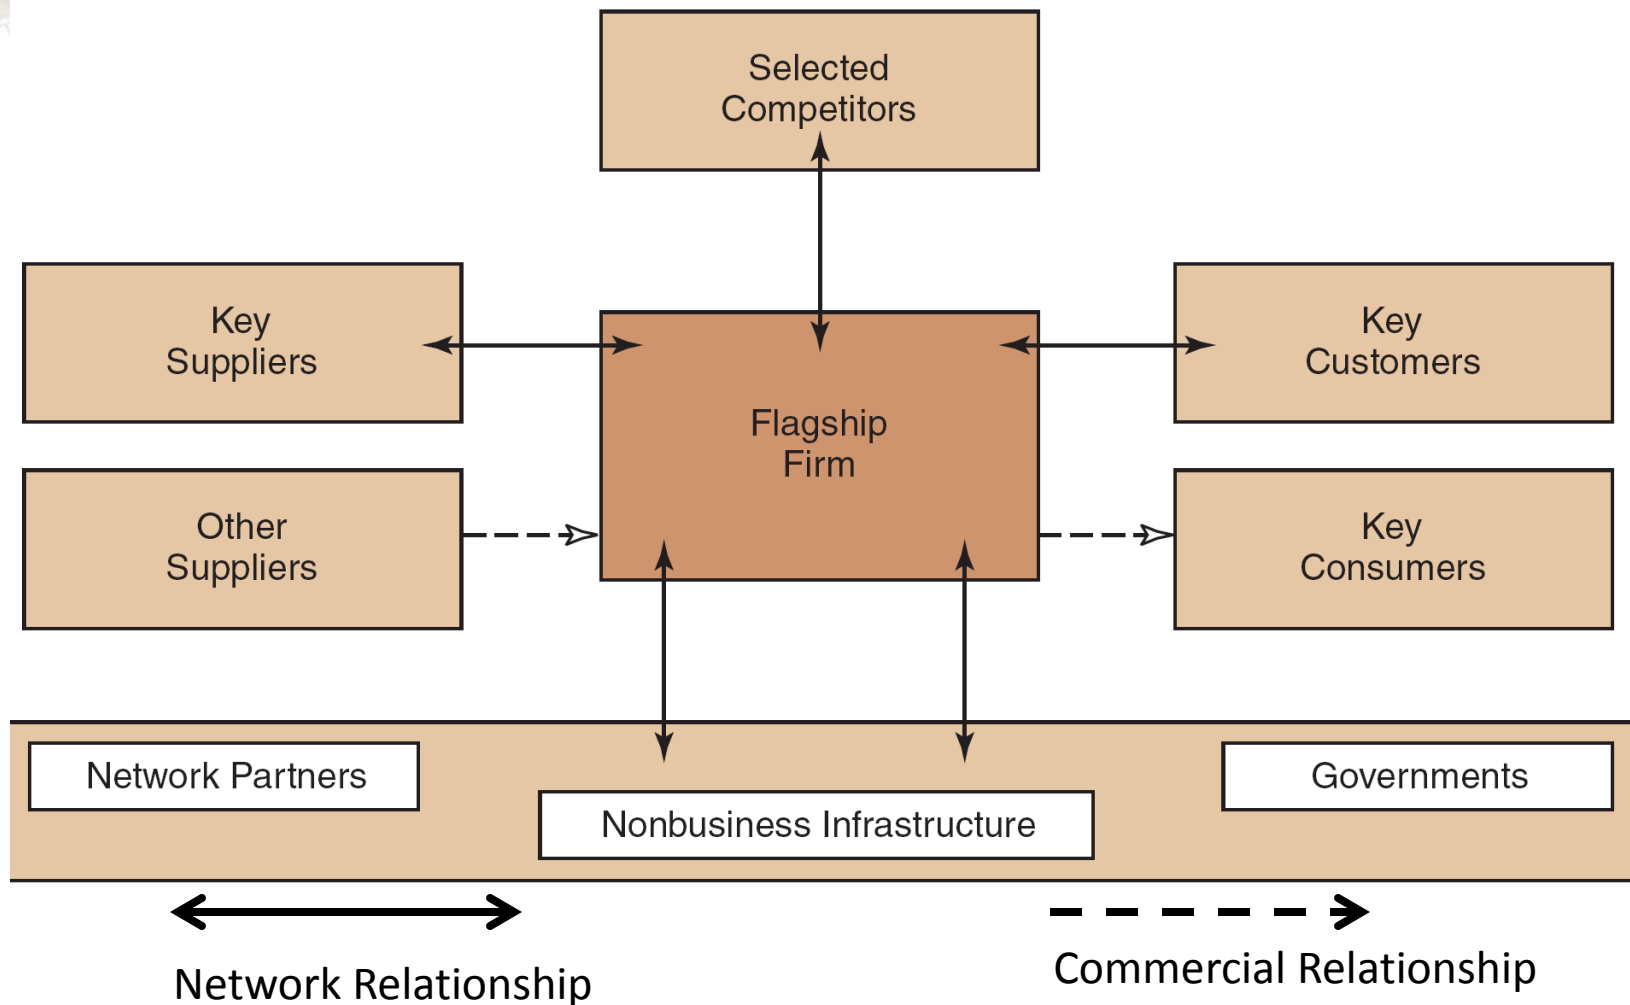 Selected
Competitors
Key
Suppliers
Key
Customers
Flagship
Firm
Other
Suppliers
Key
Consumers
Network Partners
Governments
Nonbusiness Infrastructure
Network Relationship
Commercial Relationship